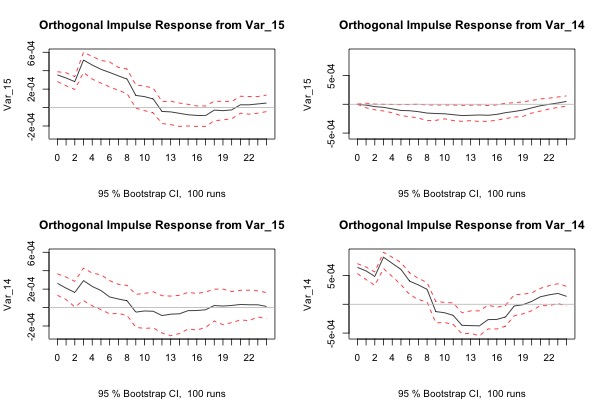 Orthogonal Impulse Response from Var_15
Var_15
-2e-04 2e-04 6e-04
0 2 4 6 8 10 13 16 19 22
95 % Bootstrap CI, 100 runs
Orthogonal Impulse Response from Var_14
Var_15
-5e-04 5e-04
0 2 4 6 8 10 13 16 19 22
95 % Bootstrap CI, 100 runs
Orthogonal Impulse Response from Var_15
Var_14
-2e-04 2e-04 6e-04
0 2 4 6 8 10 13 16 19 22
95 % Bootstrap CI, 100 runs
Orthogonal Impulse Response from Var_14
Var_14
-5e-04 5e-04
0 2 4 6 8 10 13 16 19 22
95 % Bootstrap CI, 100 runs